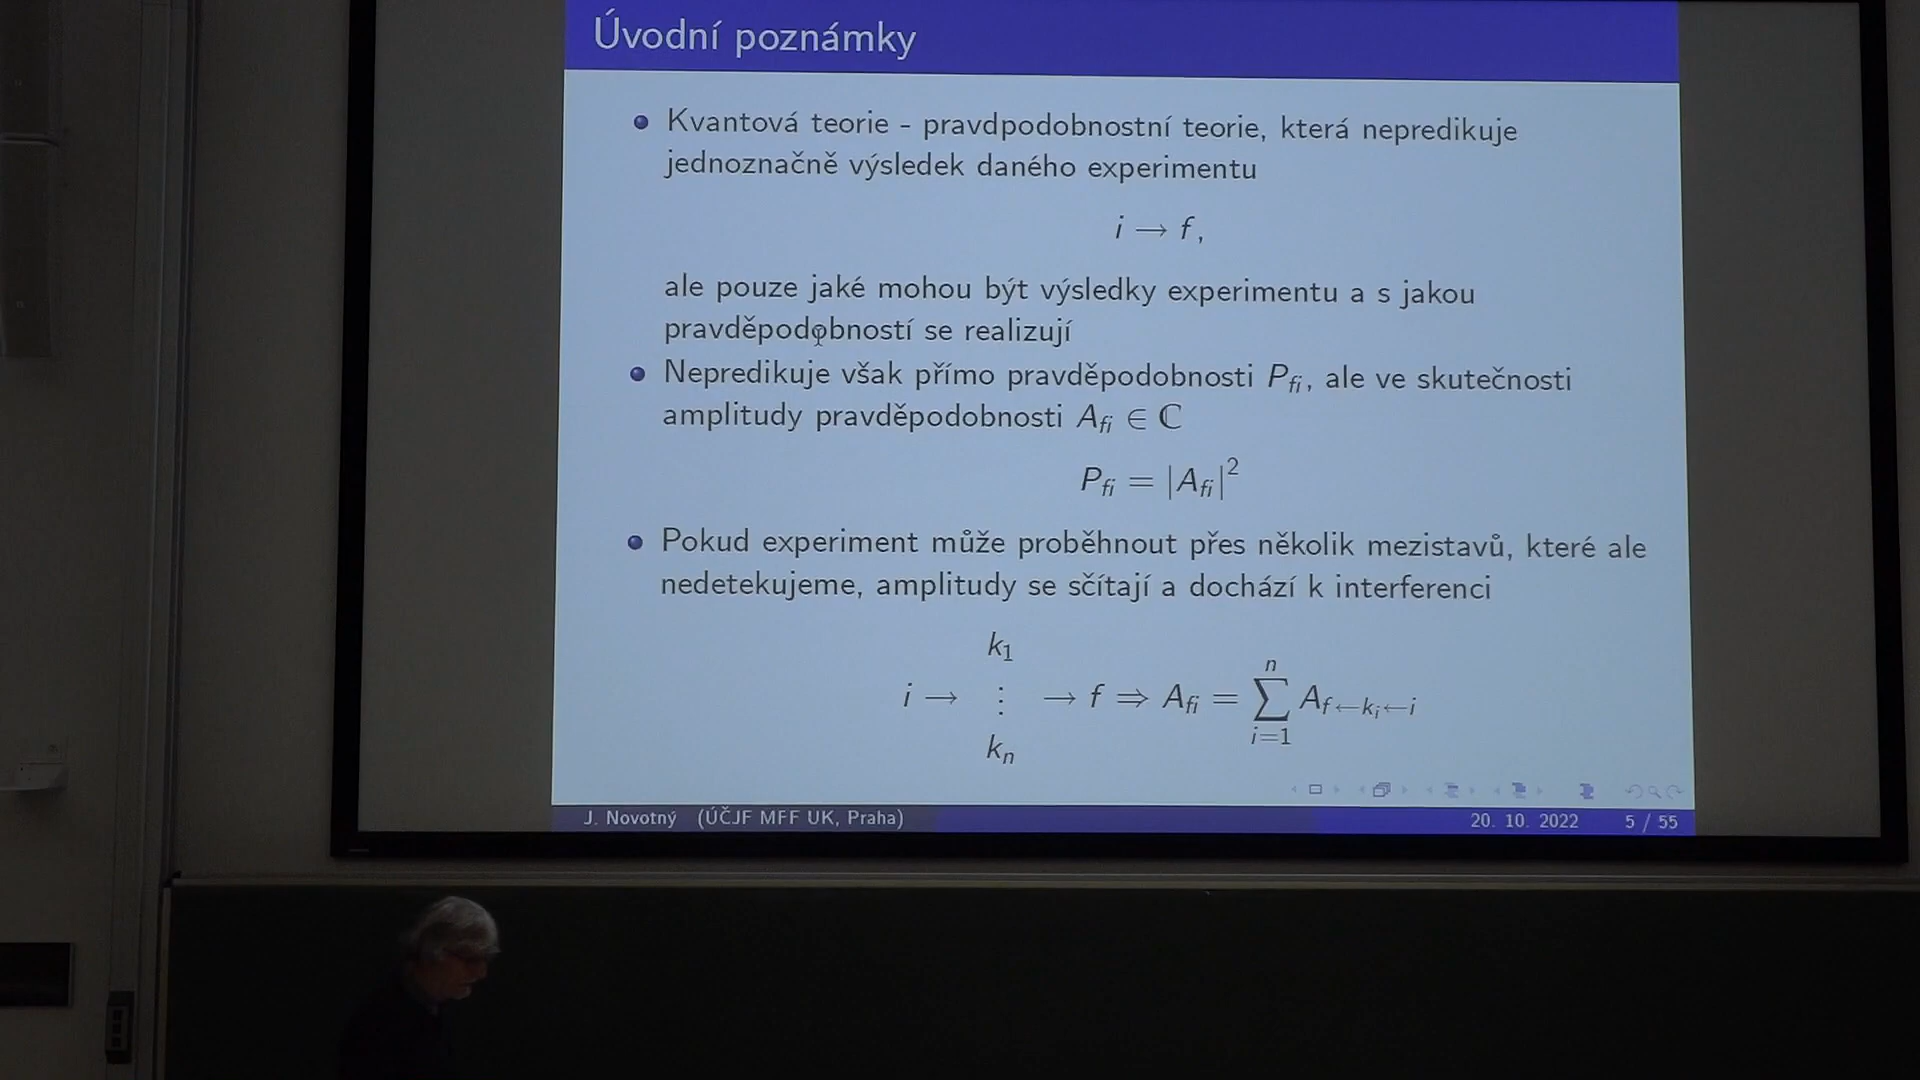 Úvodní poznámky
Kvantová teorie - pravdpodobnostní teorie, která nepredikuje
jednoznačně výsledek daného experimentu
i → f,
ale pouze jaké mohou být výsledky experimentu a s jakou
pravděpodobností se realizují
Nepredikuje však přímo pravděpodobnosti P_fi, ale ve skutečnosti
amplitudy pravděpodobnosti A_fi ∈ ℂ
P_fi = |A_fi|²
Pokud experiment může proběhnout přes několik mezistavů, které ale
nedetekujeme, amplitudy se sčítají a dochází k interferenci
k₁
i → ⋮ → f ⇒ A_fi = ∑_{i=1}^{n} A_{f←k_i←i}
k_n
J. Novotný (ÚČJF MFF UK, Praha) 20. 10. 2022 5 / 55